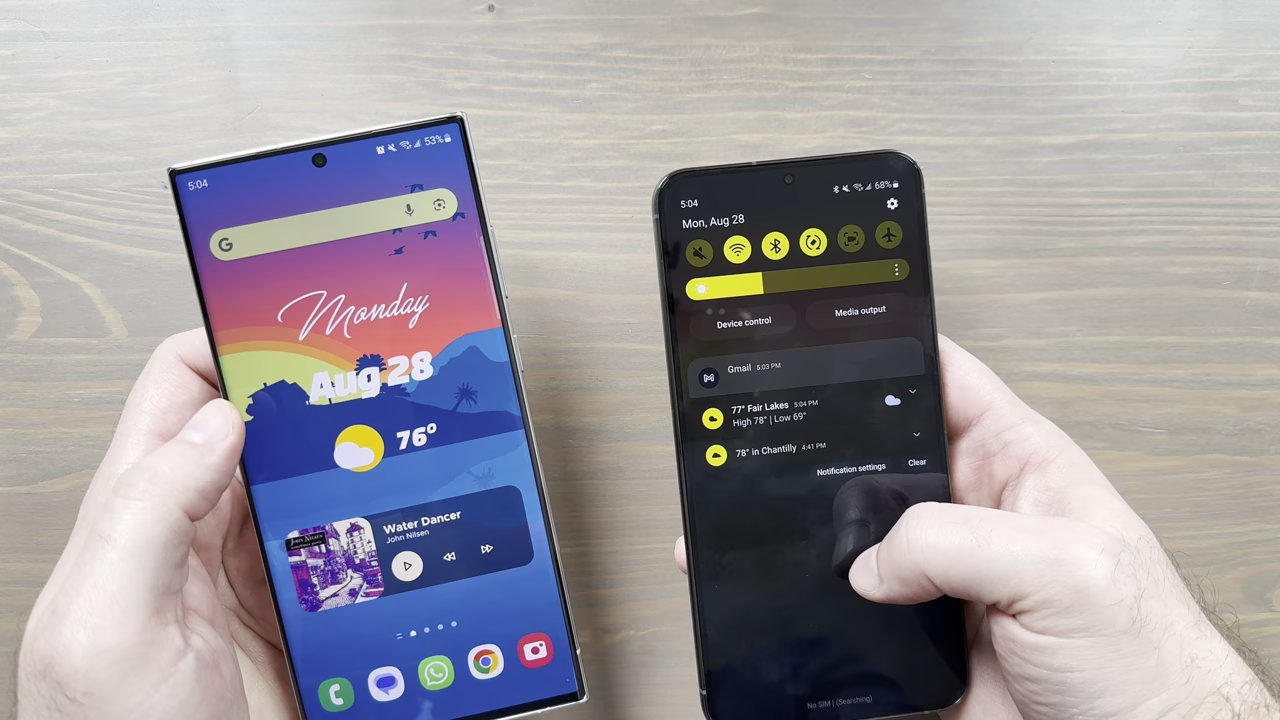 5:04
53%
G
Monday
Aug 28
76°
JOHN NILSEN
Water Dancer
John Nilsen
5:04
68%
Mon, Aug 28
Device control
Media output
Gmail 5:03 PM
77° Fair Lakes 5:04 PM
High 78° | Low 69°
78° in Chantilly 4:41 PM
Notification settings
Clear
No SIM | (Searching)